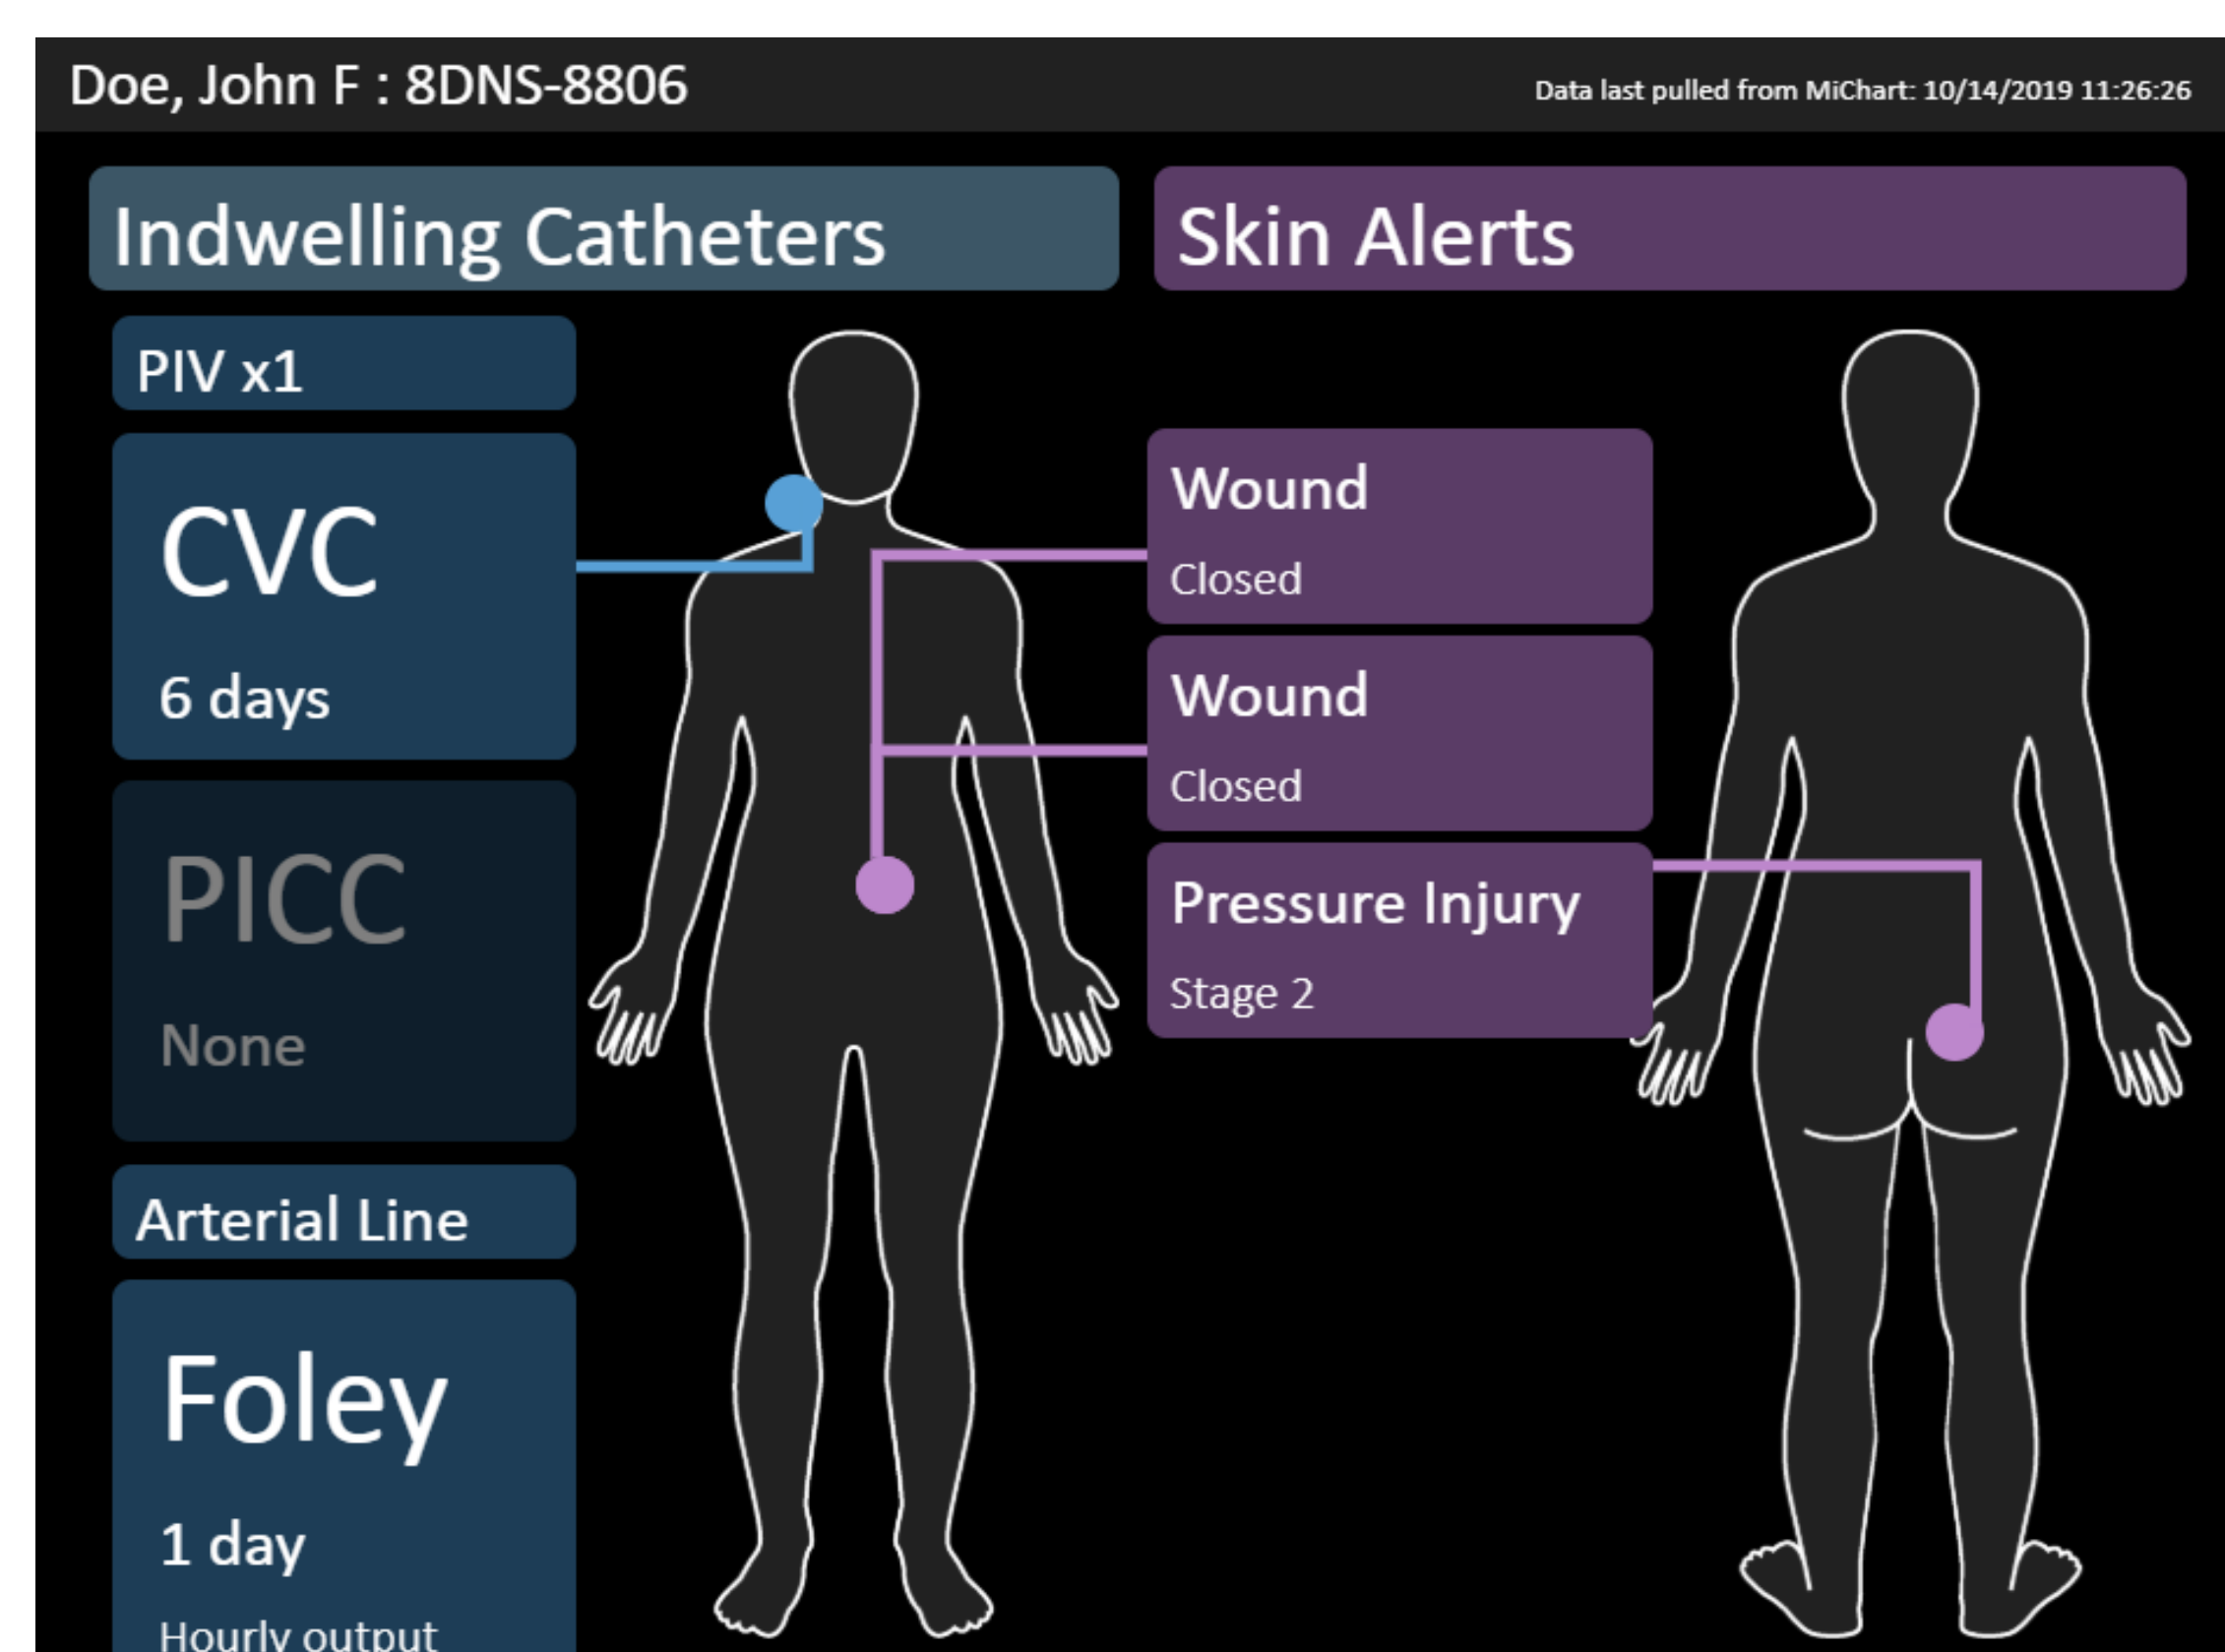 Doe, John F : 8DNS-8806
Data last pulled from MiChart: 10/14/2019 11:26:26
Indwelling Catheters
PIV x1
CVC
6 days
PICC
None
Arterial Line
Foley
1 day
Hourly output
Skin Alerts
Wound
Closed
Wound
Closed
Pressure Injury
Stage 2